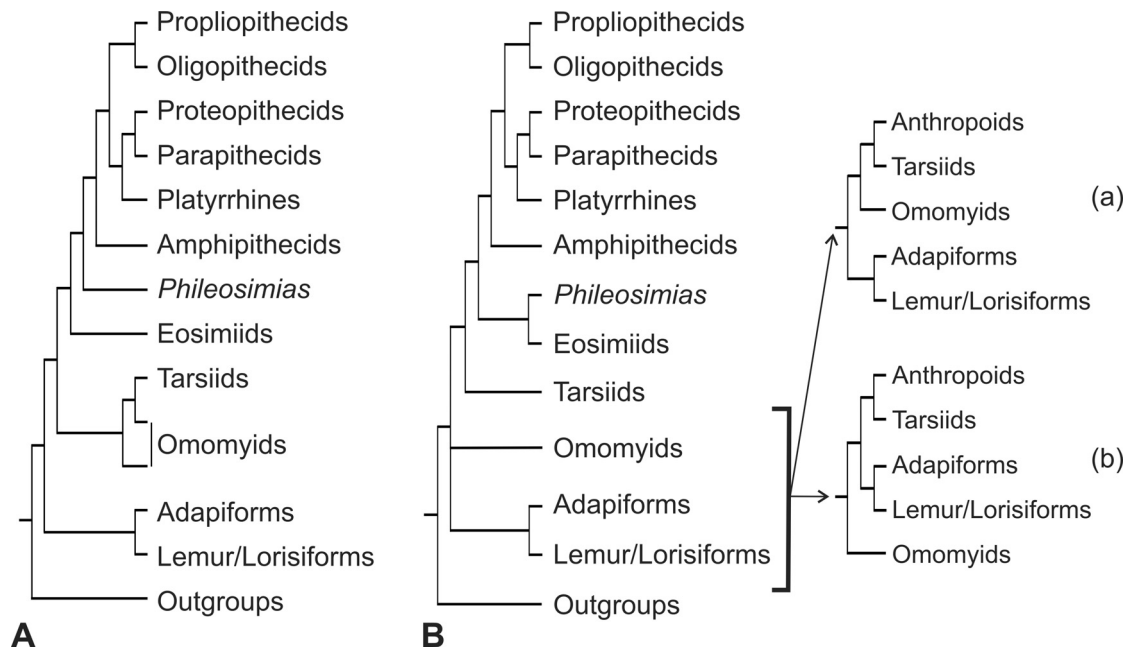 Propliopithecids
Oligopithecids
Proteopithecids
Parapithecids
Platyrrhines
Amphipithecids
Phileosimias
Eosimiids
Tarsiids
Omomyids
Adapiforms
Lemur/Lorisiforms
Outgroups
A
Propliopithecids
Oligopithecids
Proteopithecids
Parapithecids
Platyrrhines
Amphipithecids
Phileosimias
Eosimiids
Tarsiids
Omomyids
Adapiforms
Lemur/Lorisiforms
Outgroups
B
Anthropoids
Tarsiids
Omomyids
Adapiforms
Lemur/Lorisiforms
(a)
Anthropoids
Tarsiids
Adapiforms
Lemur/Lorisiforms
Omomyids
(b)